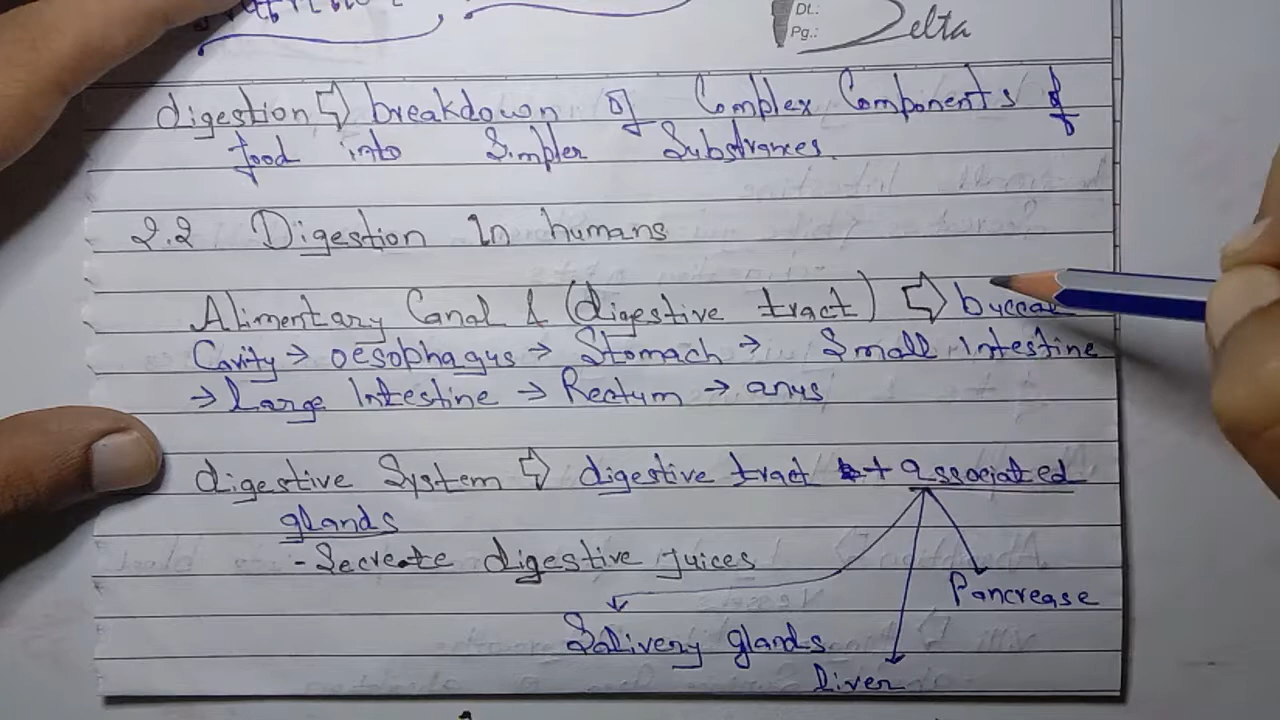 Dt.:
Pg.:
Delta
digestion ⇨ breakdown of Complex Components of
food into Simpler Substances.
2.2 Digestion In humans
Alimentary Canal & (digestive tract) ⇨ buccal
Cavity → oesophagus → Stomach → Small Intestine
→ Large Intestine → Rectum → anus
digestive System ⇨ digestive tract + associated
glands
- Secreate digestive juices
Pancrease
Salivery glands
liver